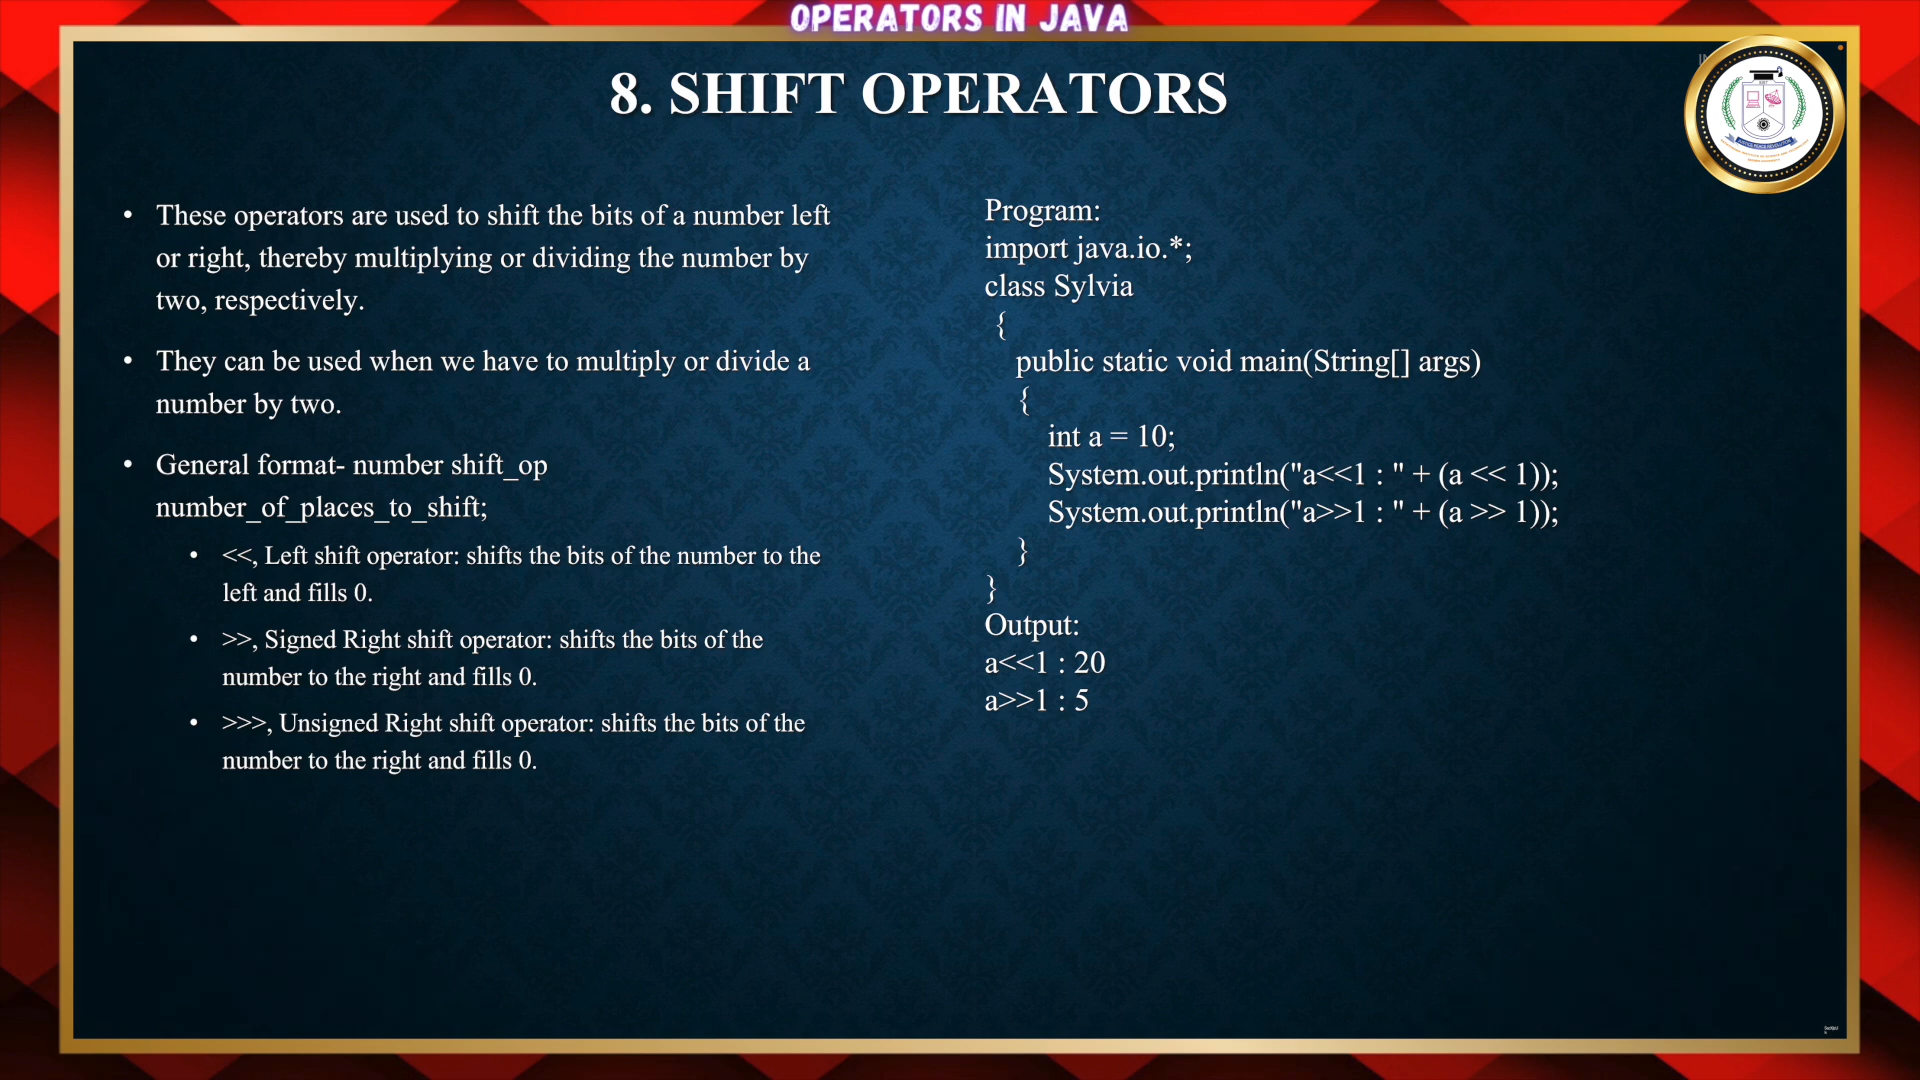 OPERATORS IN JAVA
8. SHIFT OPERATORS
• These operators are used to shift the bits of a number left
or right, thereby multiplying or dividing the number by
two, respectively.
• They can be used when we have to multiply or divide a
number by two.
• General format- number shift_op
number_of_places_to_shift;
• <<, Left shift operator: shifts the bits of the number to the
left and fills 0.
• >>, Signed Right shift operator: shifts the bits of the
number to the right and fills 0.
• >>>, Unsigned Right shift operator: shifts the bits of the
number to the right and fills 0.
Program:
import java.io.*;
class Sylvia
{
public static void main(String[] args)
{
int a = 10;
System.out.println("a<<1 : " + (a << 1));
System.out.println("a>>1 : " + (a >> 1));
}
}
Output:
a<<1 : 20
a>>1 : 5